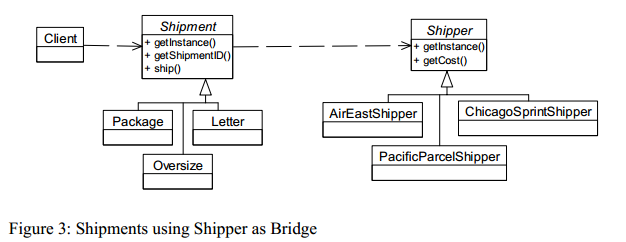 Client
Shipment
+ getInstance()
+ getShipmentID()
+ ship()
Shipper
+ getInstance()
+ getCost()
Package
Letter
Oversize
AirEastShipper
ChicagoSprintShipper
PacificParcelShipper
Figure 3: Shipments using Shipper as Bridge